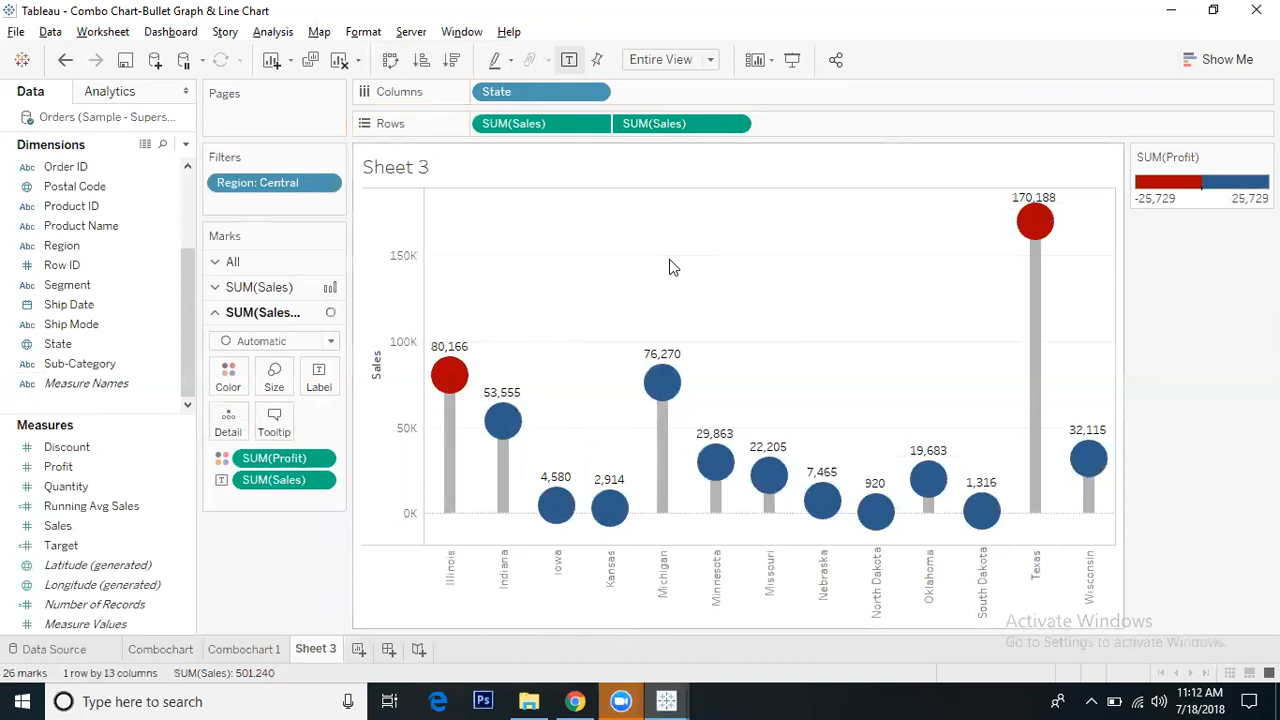 Tableau - Combo Chart-Bullet Graph & Line Chart
File Data Worksheet Dashboard Story Analysis Map Format Server Window Help
Entire View
Show Me
Data Analytics
Orders (Sample - Supers...
Dimensions
Order ID
Postal Code
Product ID
Product Name
Region
Row ID
Segment
Ship Date
Ship Mode
State
Sub-Category
Measure Names
Measures
Discount
Profit
Quantity
Running Avg Sales
Sales
Target
Latitude (generated)
Longitude (generated)
Number of Records
Measure Values
Pages
Filters
Region: Central
Marks
All
SUM(Sales)
SUM(Sales...
Automatic
Color Size Label
Detail Tooltip
SUM(Profit)
SUM(Sales)
Columns State
Rows SUM(Sales) SUM(Sales)
Sheet 3
Sales
150K
100K
50K
0K
80,166
53,555
4,580
2,914
76,270
29,863
22,205
7,465
920
19,683
1,316
170,188
32,115
Illinois
Indiana
Iowa
Kansas
Michigan
Minnesota
Missouri
Nebraska
North Dakota
Oklahoma
South Dakota
Texas
Wisconsin
SUM(Profit)
-25,729 25,729
Activate Windows
Go to Settings to activate Windows.
Data Source Combochart Combochart 1 Sheet 3
26 marks 1 row by 13 columns SUM(Sales): 501,240
Type here to search
11:12 AM
7/18/2018